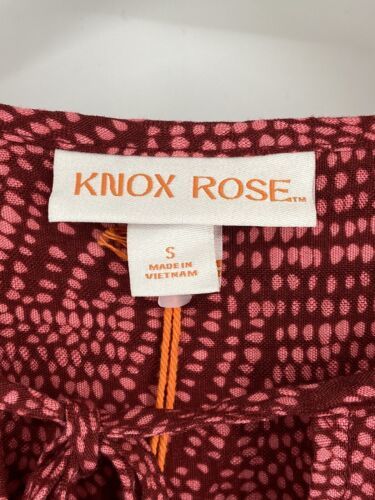 KNOX ROSE™
S
MADE IN
VIETNAM